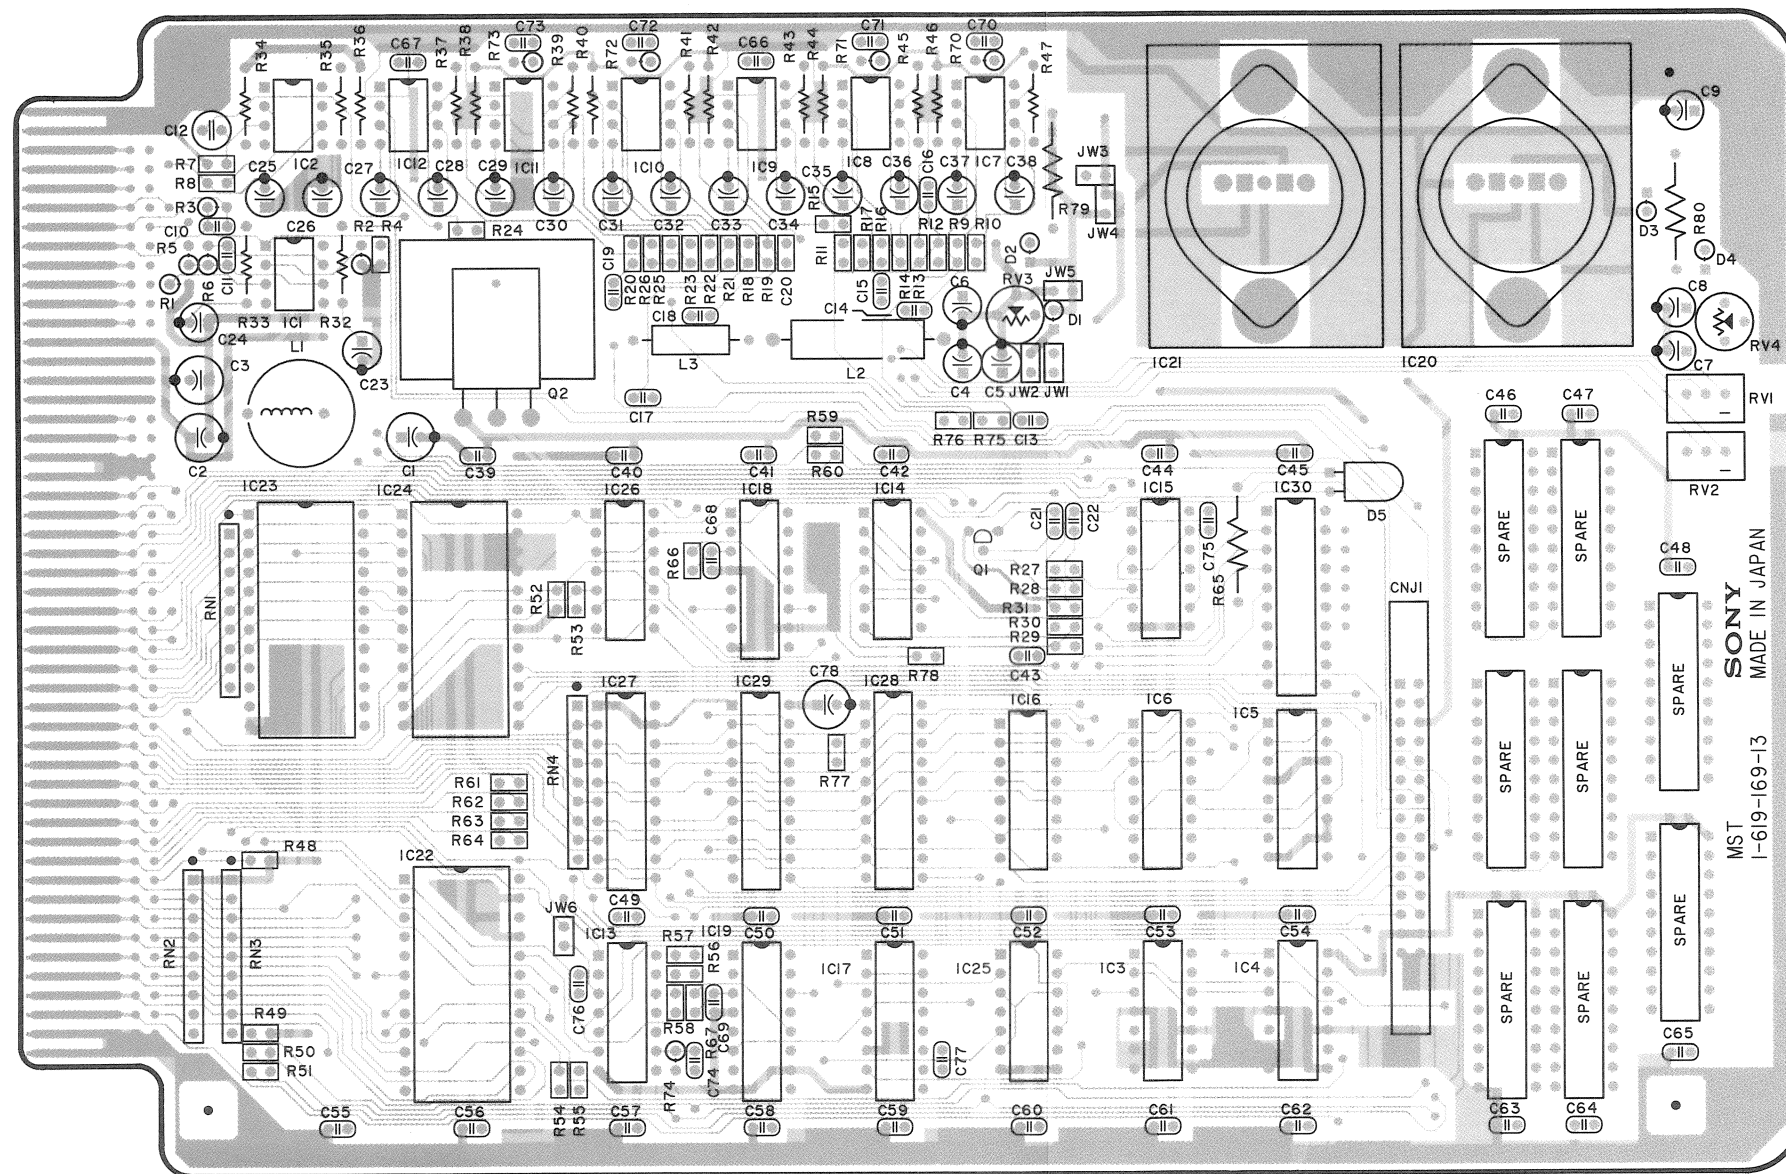 C73 C72 C71 C70
R34 R35 R36 C67 R37 R38 R73 R39 R40 R72 R41 R42 C66 R43 R44 R71 R45 R46 R70 R47
C9
C12
R7 IC2 IC12 IC11 IC10 IC9 IC8 IC7 JW3
C25 C27 C28 C29 C35 C36 C16 C37 C38
R8
R3 R15 R79 JW4 D3 R80
C10 C26 R2 R4 R24 C30 C31 C32 C33 C34 R11 R17 R16 R12 R9 R10 D2
R5 D4
R1 R6 C11 C19 R20 R26 R25 R23 R22 R21 R18 R19 C20 C15 R14 R13 C6 RV3 JW5
C8
C24 R33 IC1 R32 C18 C14 D1
RV4
C3 L1 C23 L3 L2 C4 C5 JW2 JW1 IC21 IC20 C7
Q2 C17 RV1
C46 C47
R59 R76 R75 C13
C2 C1 C39 C40 C41 R60 C42 C44 C45
IC23 IC24 IC26 IC18 IC14 IC15 IC30 RV2
D5
C68 C21 C22 C75
R66 Q1 SPARE SPARE
R27 C48
RN1 R52 R28 R65 CNJ1
R31
R53 R30
R29
C78 R78 C43
IC27 IC29 IC28 IC16 IC6 IC5
SONY
MADE IN JAPAN
SPARE
RN4 R77 SPARE SPARE
R61
R62
R63
R64
MST
1-619-169-13
R48
IC22
JW6 C49
IC13 R57 IC19 C50 C51 C52 C53 C54
RN2 RN3 R56 SPARE
IC17 IC25 IC3 IC4
SPARE SPARE
R49 C76 R58 R67 C69
R50 C77 C65
R51 R74 C74
C55 C56 R54 R55 C57 C58 C59 C60 C61 C62 C63 C64